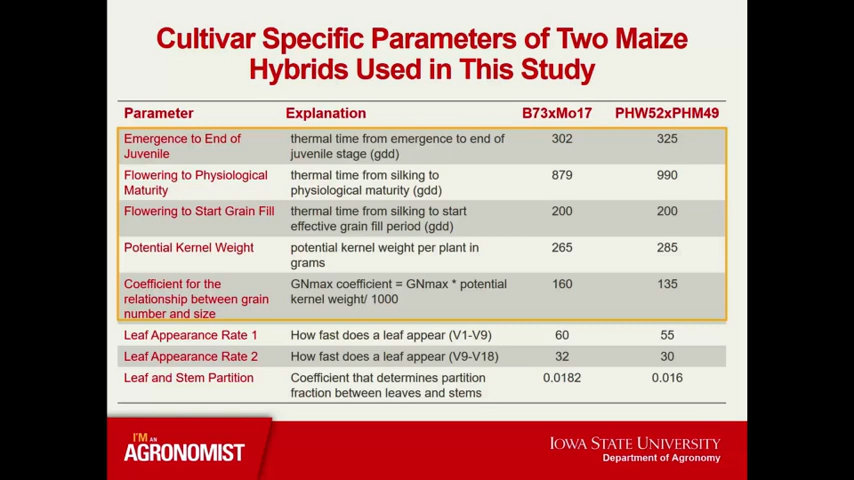 Cultivar Specific Parameters of Two Maize
Hybrids Used in This Study
Parameter Explanation B73xMo17 PHW52xPHM49
Emergence to End of Juvenile thermal time from emergence to end of juvenile stage (gdd) 302 325
Flowering to Physiological Maturity thermal time from silking to physiological maturity (gdd) 879 990
Flowering to Start Grain Fill thermal time from silking to start effective grain fill period (gdd) 200 200
Potential Kernel Weight potential kernel weight per plant in grams 265 285
Coefficient for the relationship between grain number and size GNmax coefficient = GNmax * potential kernel weight/ 1000 160 135
Leaf Appearance Rate 1 How fast does a leaf appear (V1-V9) 60 55
Leaf Appearance Rate 2 How fast does a leaf appear (V9-V18) 32 30
Leaf and Stem Partition Coefficient that determines partition fraction between leaves and stems 0.0182 0.016
I'M AN
AGRONOMIST
IOWA STATE UNIVERSITY
Department of Agronomy